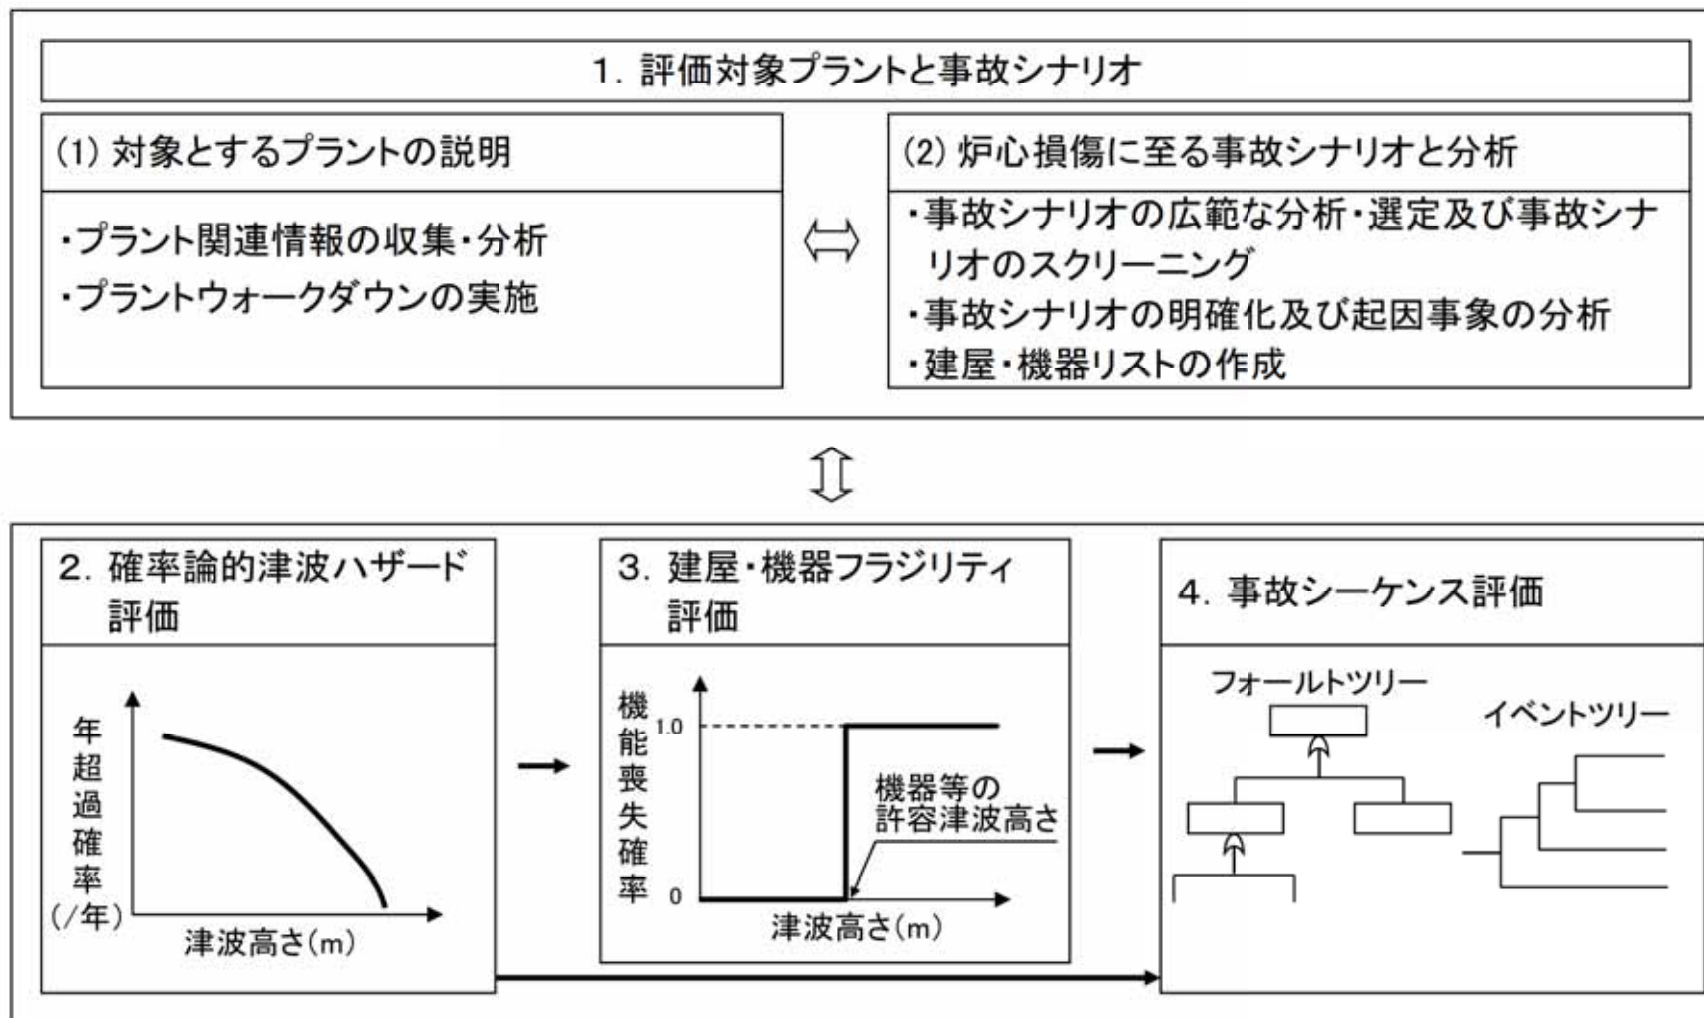 1. 評価対象プラントと事故シナリオ
(1) 対象とするプラントの説明
・プラント関連情報の収集・分析
・プラントウォークダウンの実施
(2) 炉心損傷に至る事故シナリオと分析
・事故シナリオの広範な分析・選定及び事故シナ
リオのスクリーニング
・事故シナリオの明確化及び起因事象の分析
・建屋・機器リストの作成
2. 確率論的津波ハザード
評価
年超過確率
(/年)
津波高さ(m)
3. 建屋・機器フラジリティ
評価
機能喪失確率
1.0
0
機器等の
許容津波高さ
津波高さ(m)
4. 事故シーケンス評価
フォールトツリー
イベントツリー